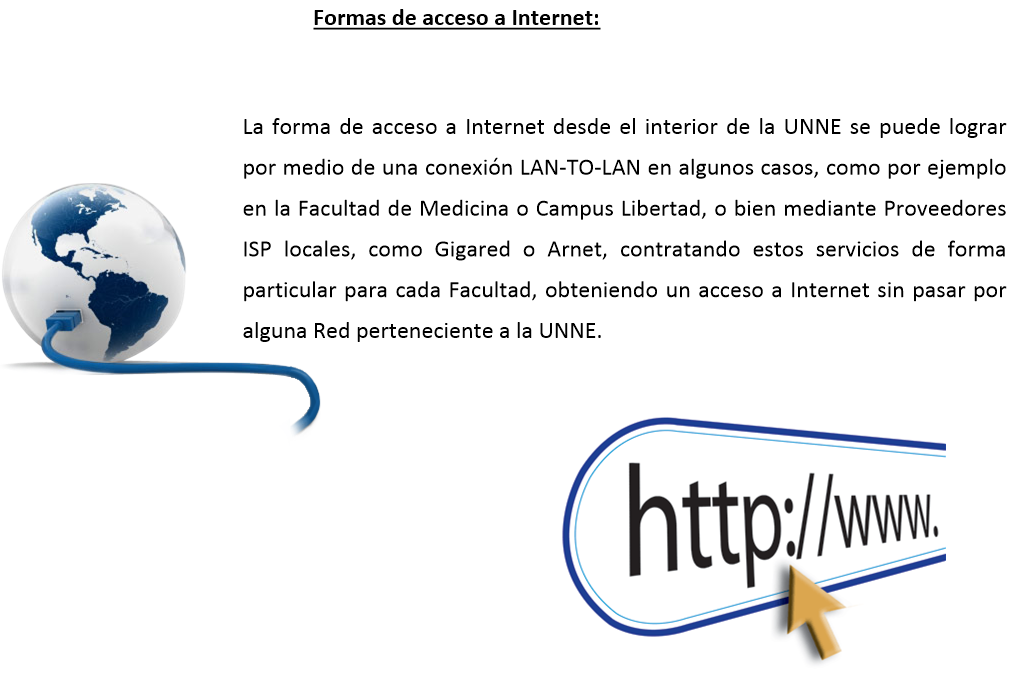 Formas de acceso a Internet:
La forma de acceso a Internet desde el interior de la UNNE se puede lograr
por medio de una conexión LAN-TO-LAN en algunos casos, como por ejemplo
en la Facultad de Medicina o Campus Libertad, o bien mediante Proveedores
ISP locales, como Gigared o Arnet, contratando estos servicios de forma
particular para cada Facultad, obteniendo un acceso a Internet sin pasar por
alguna Red perteneciente a la UNNE.
http://www.